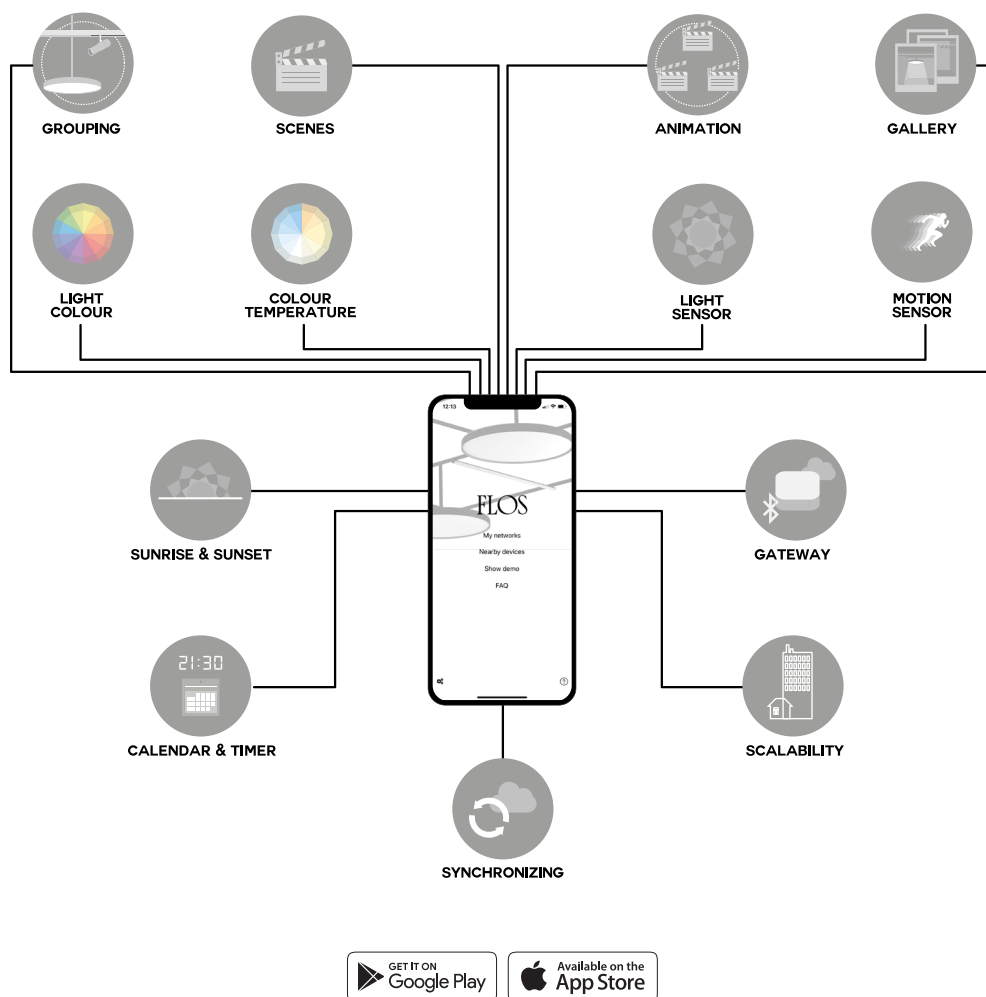 GROUPING
SCENES
ANIMATION
GALLERY
LIGHT
COLOUR
COLOUR
TEMPERATURE
LIGHT
SENSOR
MOTION
SENSOR
12:13
FLOS
My networks
Nearby devices
Show demo
FAQ
SUNRISE & SUNSET
GATEWAY
21:30
CALENDAR & TIMER
SCALABILITY
SYNCHRONIZING
GET IT ON
Google Play
Available on the
App Store